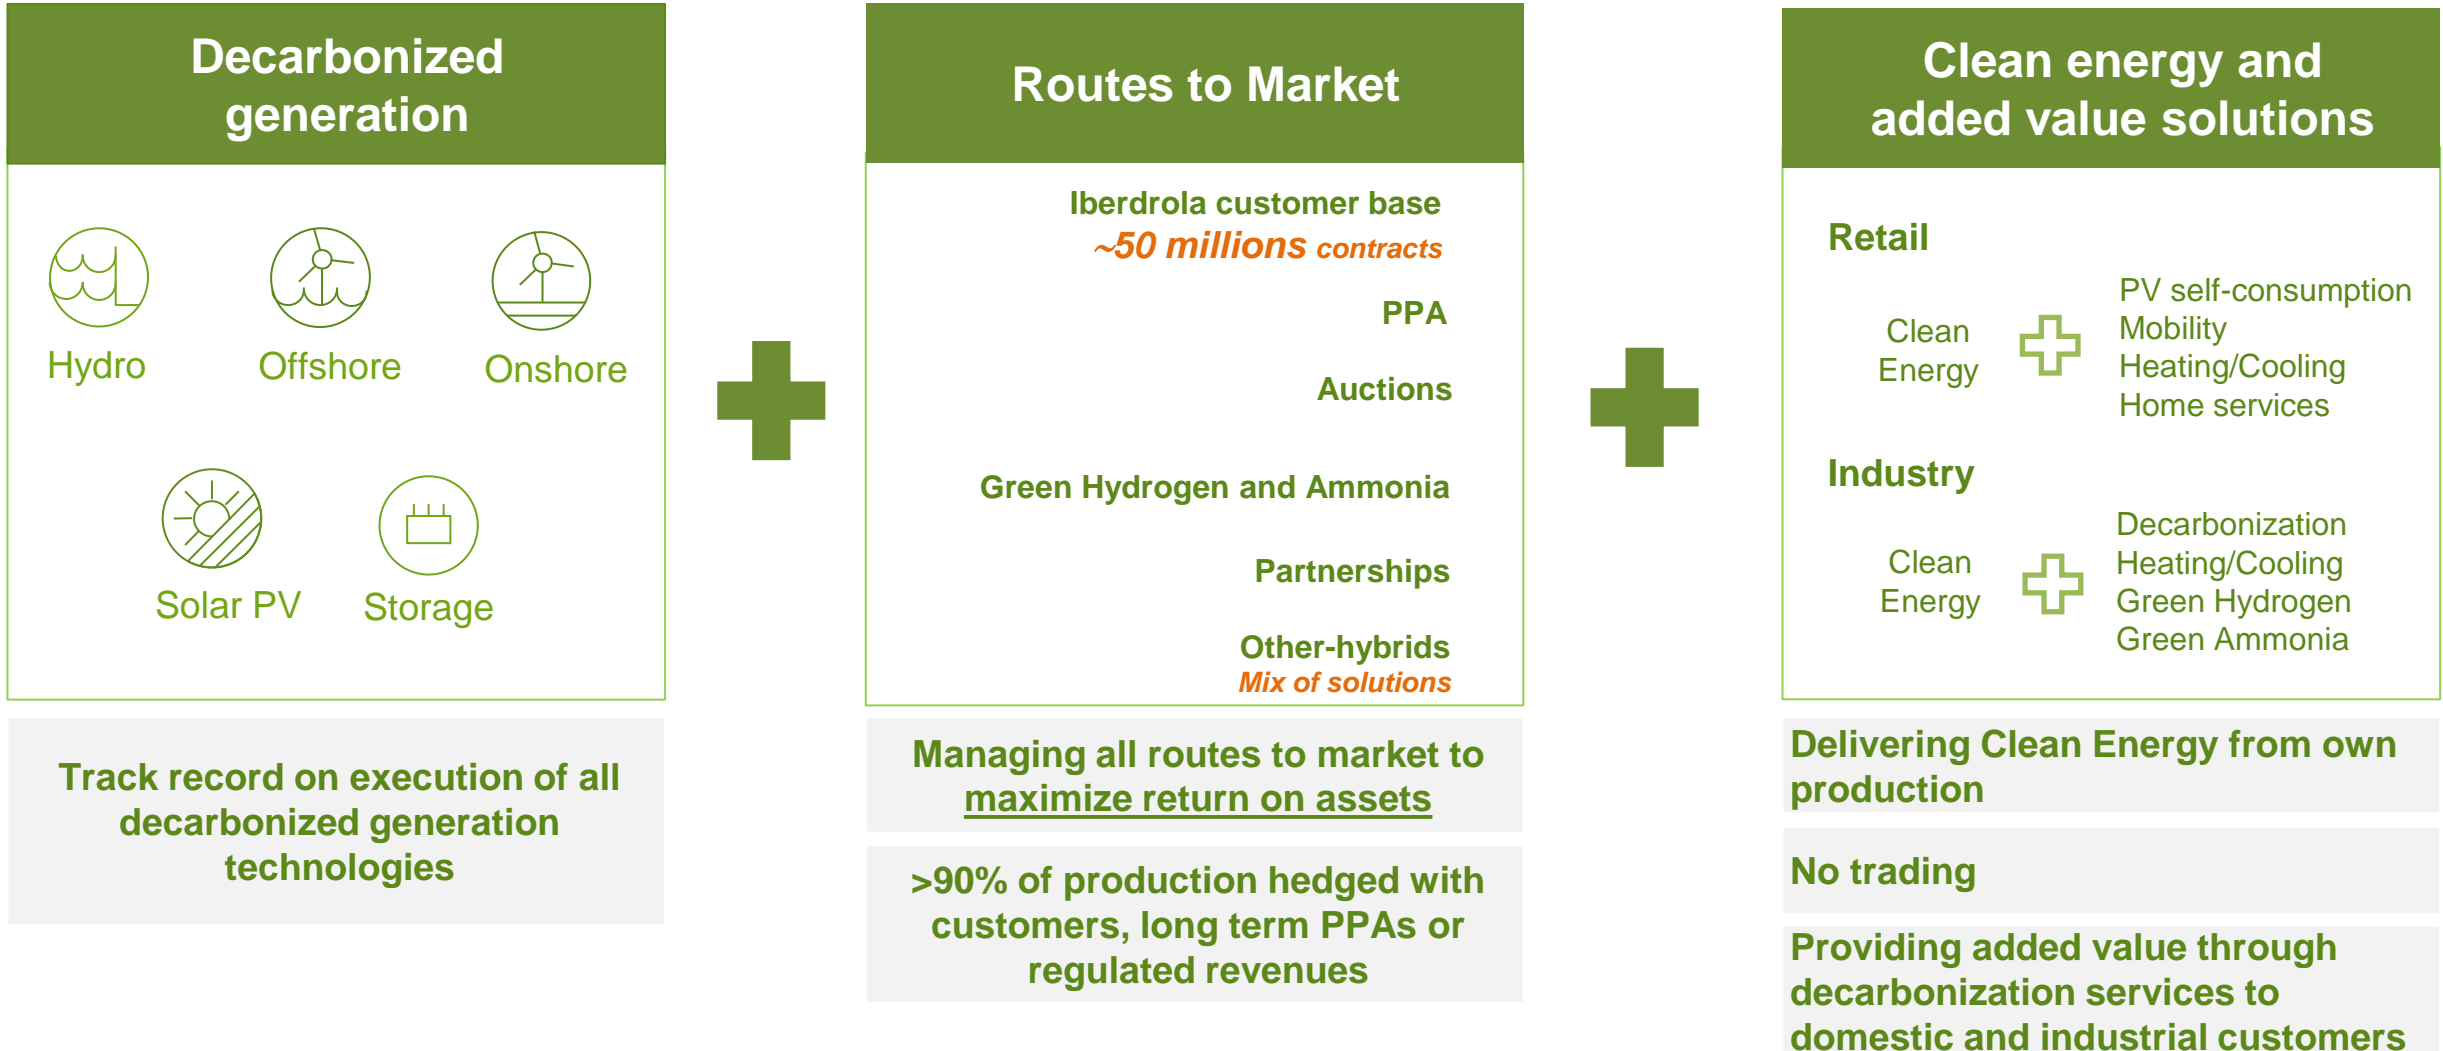 Decarbonized
generation
Hydro
Offshore
Onshore
Solar PV
Storage
Track record on execution of all
decarbonized generation
technologies
Routes to Market
Iberdrola customer base
~50 millions contracts
PPA
Auctions
Green Hydrogen and Ammonia
Partnerships
Other-hybrids
Mix of solutions
Managing all routes to market to
maximize return on assets
>90% of production hedged with
customers, long term PPAs or
regulated revenues
Clean energy and
added value solutions
Retail
Clean
Energy
PV self-consumption
Mobility
Heating/Cooling
Home services
Industry
Clean
Energy
Decarbonization
Heating/Cooling
Green Hydrogen
Green Ammonia
Delivering Clean Energy from own
production
No trading
Providing added value through
decarbonization services to
domestic and industrial customers